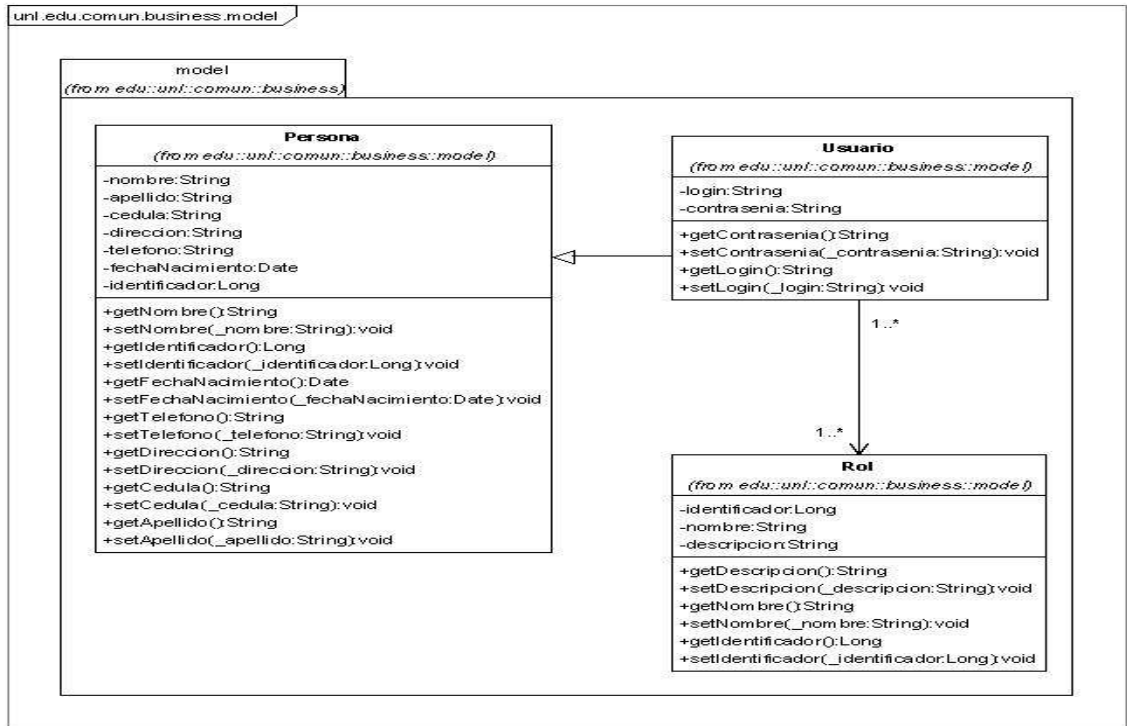 unl.edu.comun.business.model
model
(from edu::unl::comun::business)
Persona
(from edu::unl::comun::business::model)
-nombre:String
-apellido:String
-cedula:String
-direccion:String
-telefono:String
-fechaNacimiento:Date
-identificador:Long
+getNombre():String
+setNombre(_nombre:String):void
+getIdentificador():Long
+setIdentificador(_identificador:Long):void
+getFechaNacimiento():Date
+setFechaNacimiento(_fechaNacimiento:Date):void
+getTelefono():String
+setTelefono(_telefono:String):void
+getDireccion():String
+setDireccion(_direccion:String):void
+getCedula():String
+setCedula(_cedula:String):void
+getApellido():String
+setApellido(_apellido:String):void
Usuario
(from edu::unl::comun::business::model)
-login:String
-contrasenia:String
+getContrasenia():String
+setContrasenia(_contrasenia:String):void
+getLogin():String
+setLogin(_login:String):void
1..*
1..*
Rol
(from edu::unl::comun::business::model)
-identificador:Long
-nombre:String
-descripcion:String
+getDescripcion():String
+setDescripcion(_descripcion:String):void
+getNombre():String
+setNombre(_nombre:String):void
+getIdentificador():Long
+setIdentificador(_identificador:Long):void